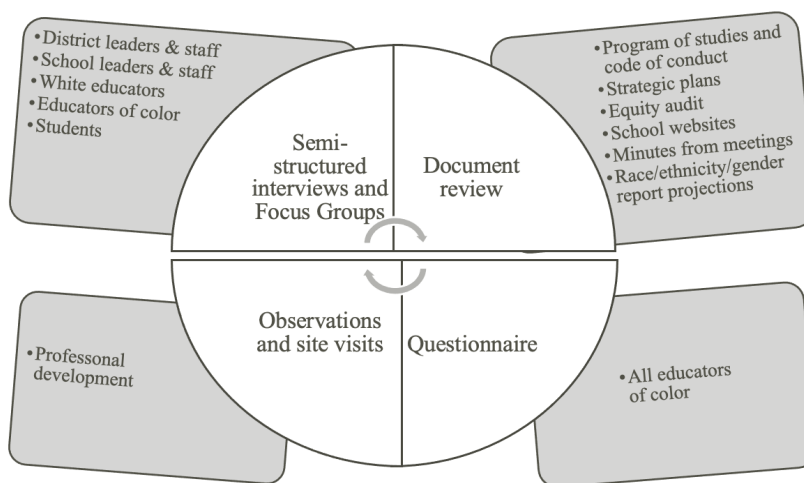 •District leaders & staff
•School leaders & staff
•White educators
•Educators of color
•Students
Semi-
structured
interviews and
Focus Groups
Document
review
•Program of studies and
code of conduct
•Strategic plans
•Equity audit
•School websites
•Minutes from meetings
•Race/ethnicity/gender
report projections
•Professonal
development
Observations
and site visits
Questionnaire
•All educators
of color